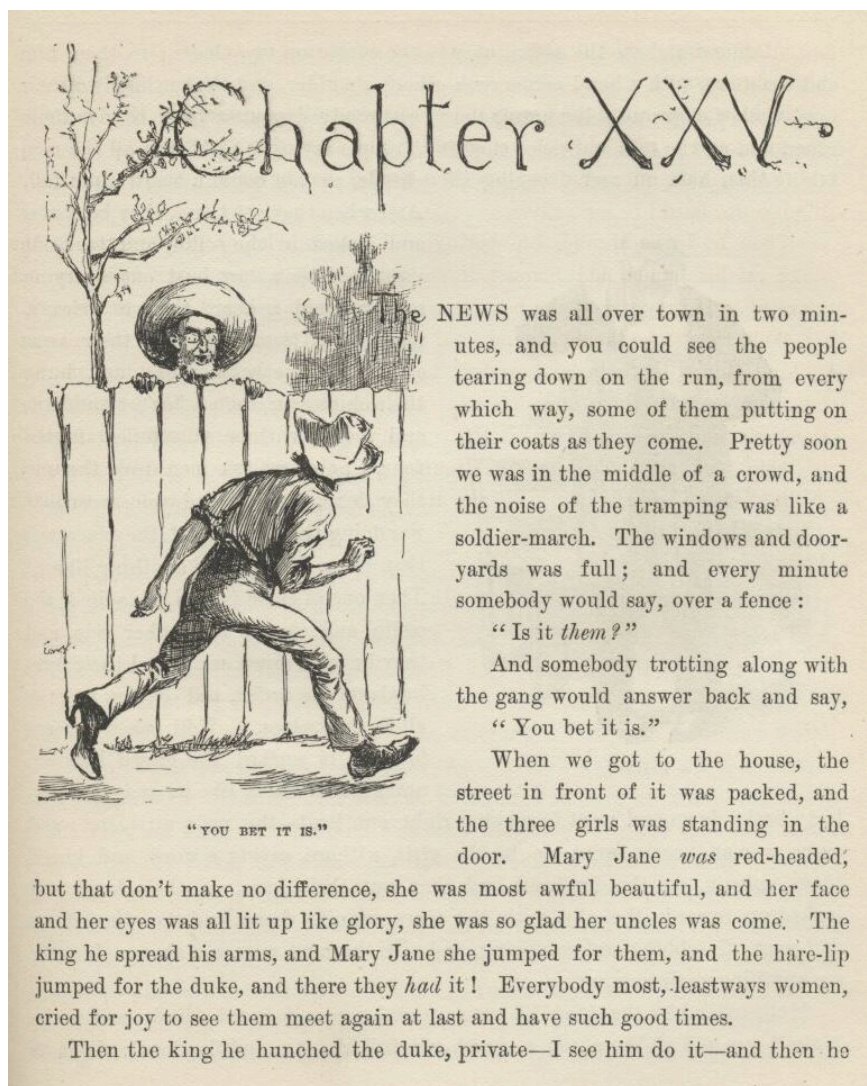 Chapter XXV
The NEWS was all over town in two min-
utes, and you could see the people
tearing down on the run, from every
which way, some of them putting on
their coats as they come. Pretty soon
we was in the middle of a crowd, and
the noise of the tramping was like a
soldier-march. The windows and door-
yards was full; and every minute
somebody would say, over a fence:
"Is it them?"
And somebody trotting along with
the gang would answer back and say,
"You bet it is."
When we got to the house, the
street in front of it was packed, and
the three girls was standing in the
door. Mary Jane was red-headed,
but that don't make no difference, she was most awful beautiful, and her face
and her eyes was all lit up like glory, she was so glad her uncles was come. The
king he spread his arms, and Mary Jane she jumped for them, and the hare-lip
jumped for the duke, and there they had it! Everybody most, leastways women,
cried for joy to see them meet again at last and have such good times.
Then the king he hunched the duke, private—I see him do it—and then he
"YOU BET IT IS."